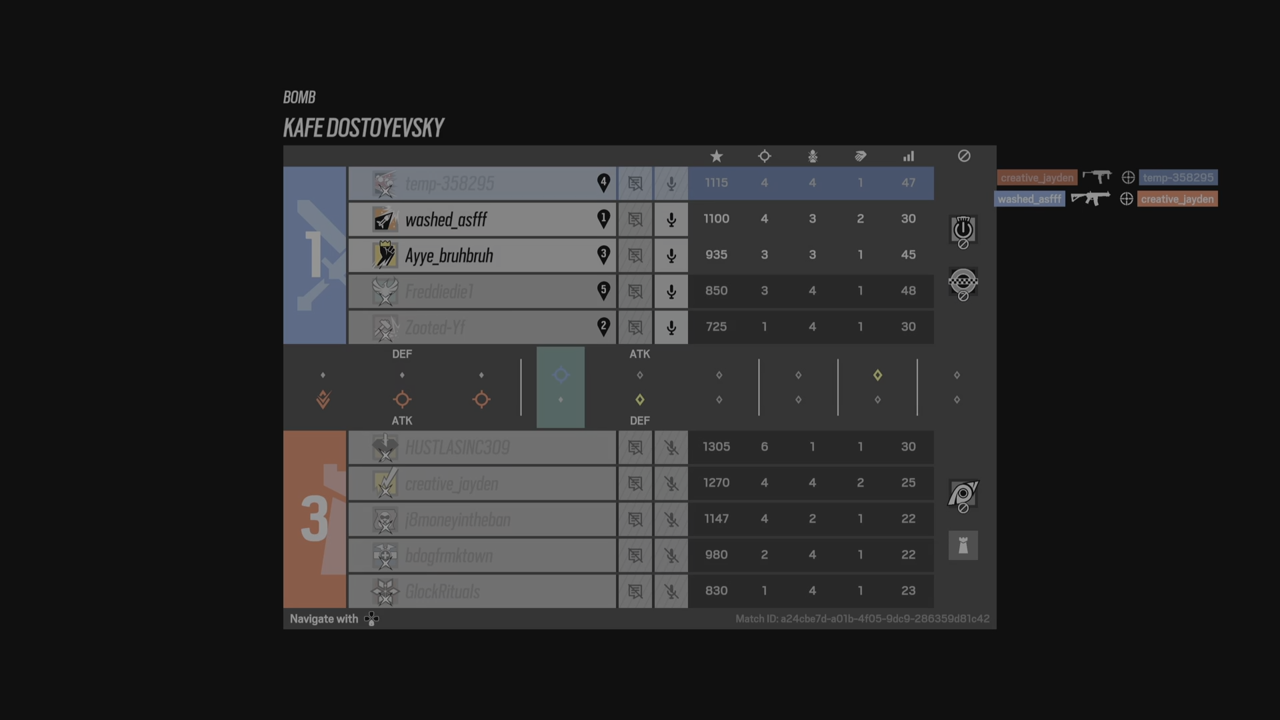 BOMB
KAFE DOSTOYEVSKY
1
temp-358295 4 1115 4 4 1 47
washed_asfff 1 1100 4 3 2 30
Ayye_bruhbruh 3 935 3 3 1 45
Freddiedie1 5 850 3 4 1 48
Zooted-Yf 2 725 1 4 1 30
creative_jayden temp-358295
washed_asfff creative_jayden
DEF ATK
ATK DEF
3
HUSTLASINC309 1305 6 1 1 30
creative_jayden 1270 4 4 2 25
j8moneyintheban 1147 4 2 1 22
bdogfrmktown 980 2 4 1 22
GlockRituals 830 1 4 1 23
Navigate with
Match ID: a24cbe7d-a01b-4f05-9dc9-286359d81c42